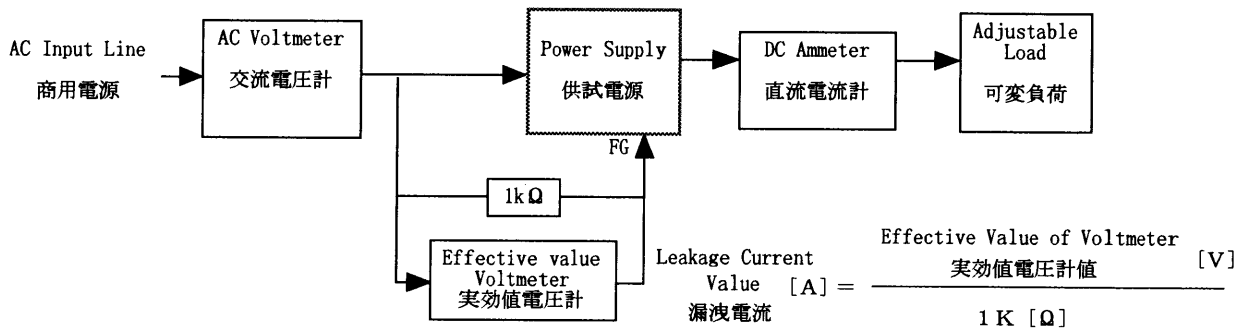 AC Input Line
商用電源
AC Voltmeter
交流電圧計
Power Supply
供試電源
DC Ammeter
直流電流計
Adjustable
Load
可変負荷
FG
1kΩ
Effective value
Voltmeter
実効値電圧計
Leakage Current
Value [A] =
漏洩電流
Effective Value of Voltmeter
実効値電圧計値 [V]
1K [Ω]